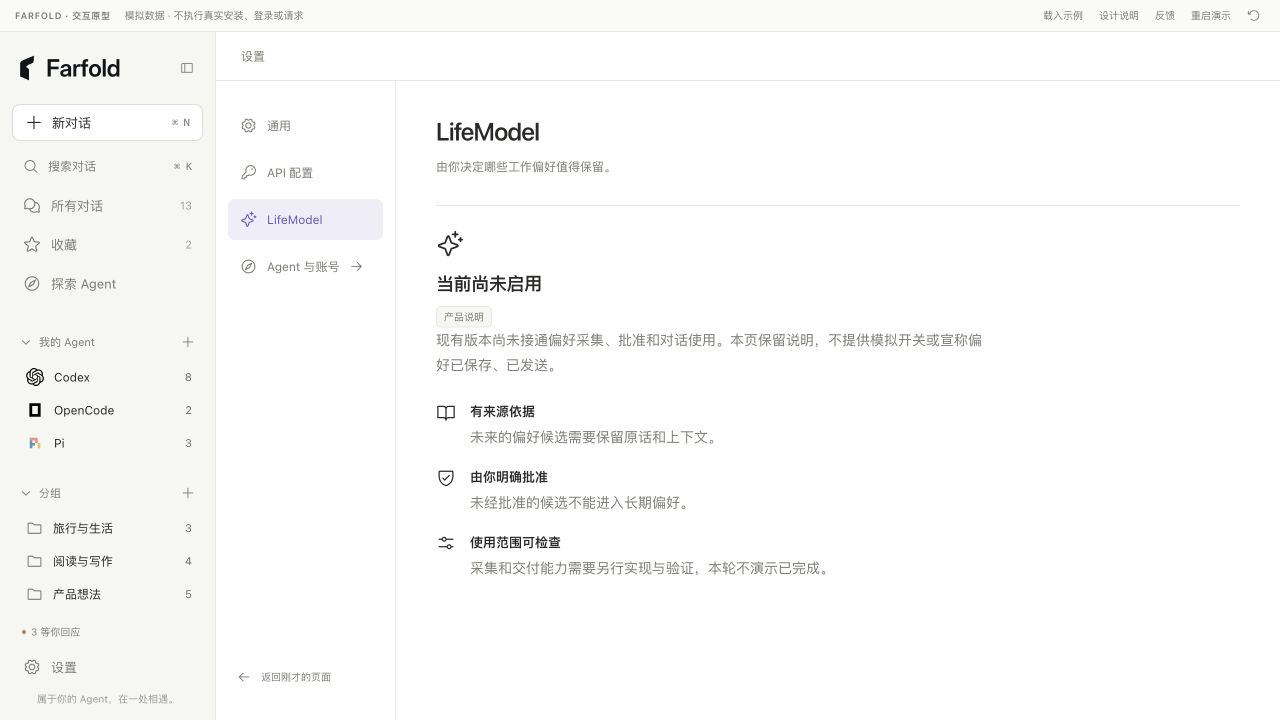 FARFOLD · 交互原型 模拟数据 · 不执行真实安装、登录或请求 载入示例 设计说明 反馈 重启演示
Farfold
新对话 ⌘ N
搜索对话 ⌘ K
所有对话 13
收藏 2
探索 Agent
我的 Agent
Codex 8
OpenCode 2
Pi 3
分组
旅行与生活 3
阅读与写作 4
产品想法 5
3 等你回应
设置
属于你的 Agent，在一处相遇。
设置
通用
API 配置
LifeModel
Agent 与账号
返回刚才的页面
LifeModel
由你决定哪些工作偏好值得保留。
当前尚未启用
产品说明
现有版本尚未接通偏好采集、批准和对话使用。本页保留说明，不提供模拟开关或宣称偏
好已保存、已发送。
有来源依据
未来的偏好候选需要保留原话和上下文。
由你明确批准
未经批准的候选不能进入长期偏好。
使用范围可检查
采集和交付能力需要另行实现与验证，本轮不演示已完成。